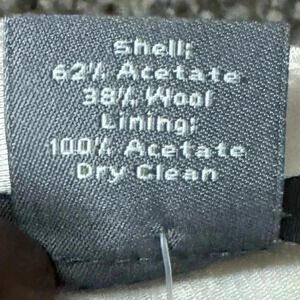 Shell:
62% Acetate
38% Wool
Lining:
100% Acetate
Dry Clean